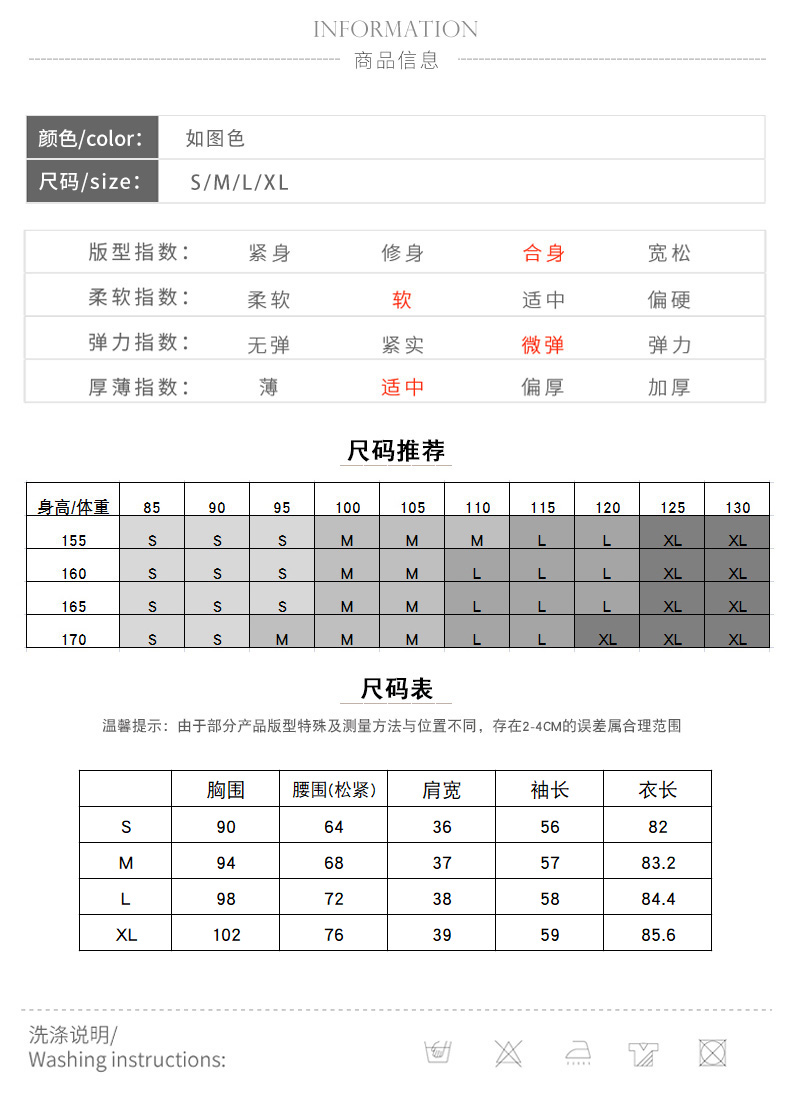 INFORMATION
商品信息
颜色/color： 如图色
尺码/size： S/M/L/XL
版型指数： 紧身 修身 合身 宽松
柔软指数： 柔软 软 适中 偏硬
弹力指数： 无弹 紧实 微弹 弹力
厚薄指数： 薄 适中 偏厚 加厚
尺码推荐
身高/体重 85 90 95 100 105 110 115 120 125 130
155 S S S M M M L L XL XL
160 S S S M M L L L XL XL
165 S S S M M L L L XL XL
170 S S M M M L L XL XL XL
尺码表
温馨提示：由于部分产品版型特殊及测量方法与位置不同，存在2-4CM的误差属合理范围
胸围 腰围(松紧) 肩宽 袖长 衣长
S 90 64 36 56 82
M 94 68 37 57 83.2
L 98 72 38 58 84.4
XL 102 76 39 59 85.6
洗涤说明/
Washing instructions: